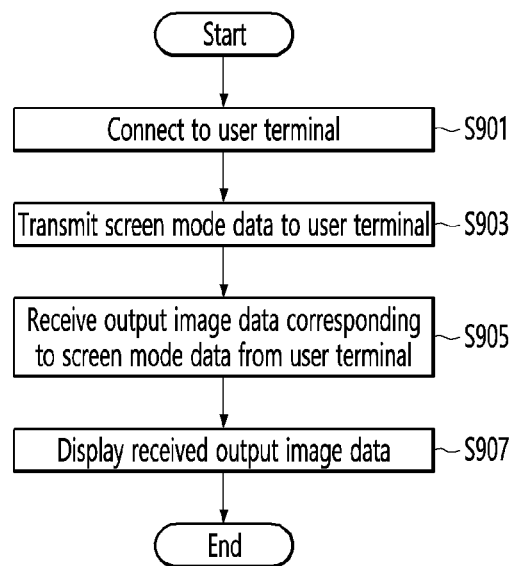 Start
Connect to user terminal
S901
Transmit screen mode data to user terminal
S903
Receive output image data corresponding
to screen mode data from user terminal
S905
Display received output image data
S907
End